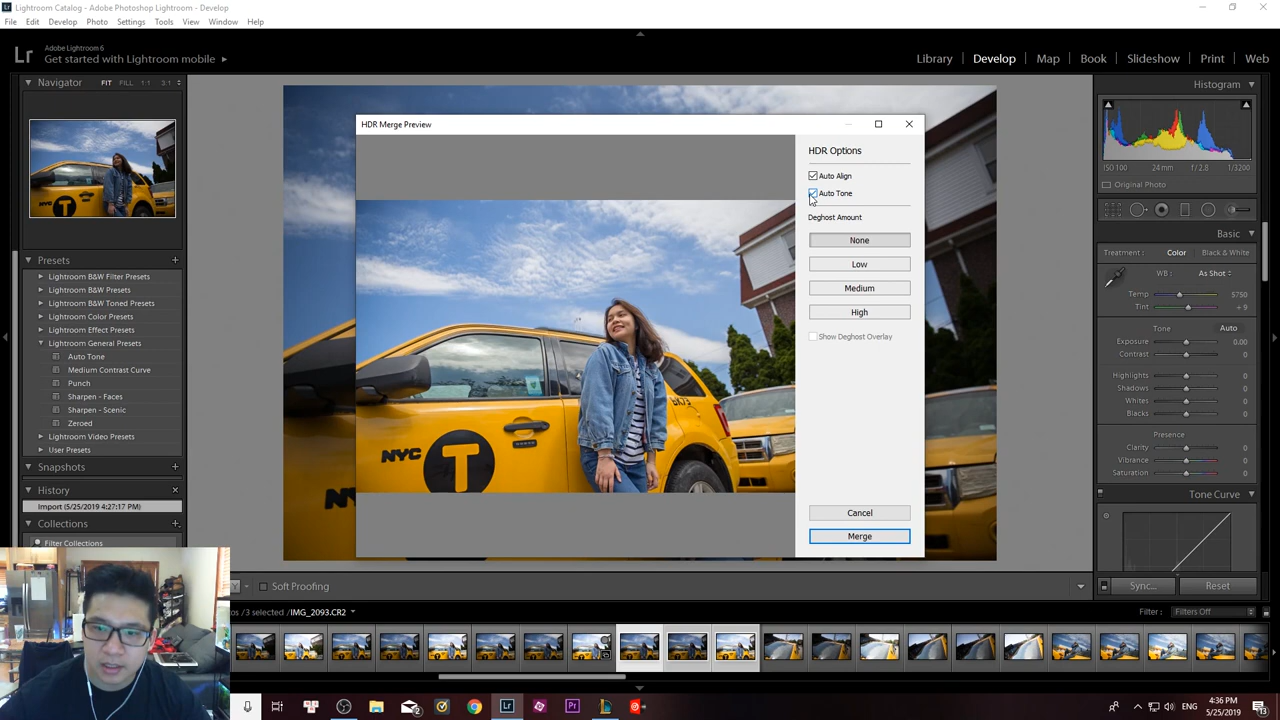 Lightroom Catalog - Adobe Photoshop Lightroom - Develop
File Edit Develop Photo Settings Tools View Window Help
Lr Adobe Lightroom 6
Get started with Lightroom mobile
Library | Develop | Map | Book | Slideshow | Print | Web
Navigator FIT FILL 1:1 3:1
Presets
Lightroom B&W Filter Presets
Lightroom B&W Presets
Lightroom B&W Toned Presets
Lightroom Color Presets
Lightroom Effect Presets
Lightroom General Presets
Auto Tone
Medium Contrast Curve
Punch
Sharpen - Faces
Sharpen - Scenic
Zeroed
Lightroom Video Presets
User Presets
Snapshots
History
Import (5/25/2019 4:27:17 PM)
Collections
Filter Collections
HDR Merge Preview
NYC T
6K73
HDR Options
Auto Align
Auto Tone
Deghost Amount
None
Low
Medium
High
Show Deghost Overlay
Cancel
Merge
Histogram
ISO 100 24 mm f / 2.8 1/3200
Original Photo
Basic
Treatment : Color Black & White
WB : As Shot
Temp 5750
Tint + 9
Tone Auto
Exposure 0.00
Contrast 0
Highlights 0
Shadows 0
Whites 0
Blacks 0
Presence
Clarity 0
Vibrance 0
Saturation 0
Tone Curve
Soft Proofing
Sync... Reset
/3 selected /IMG_2093.CR2
Filter : Filters Off
Lr Pr ENG
4:36 PM
5/25/2019